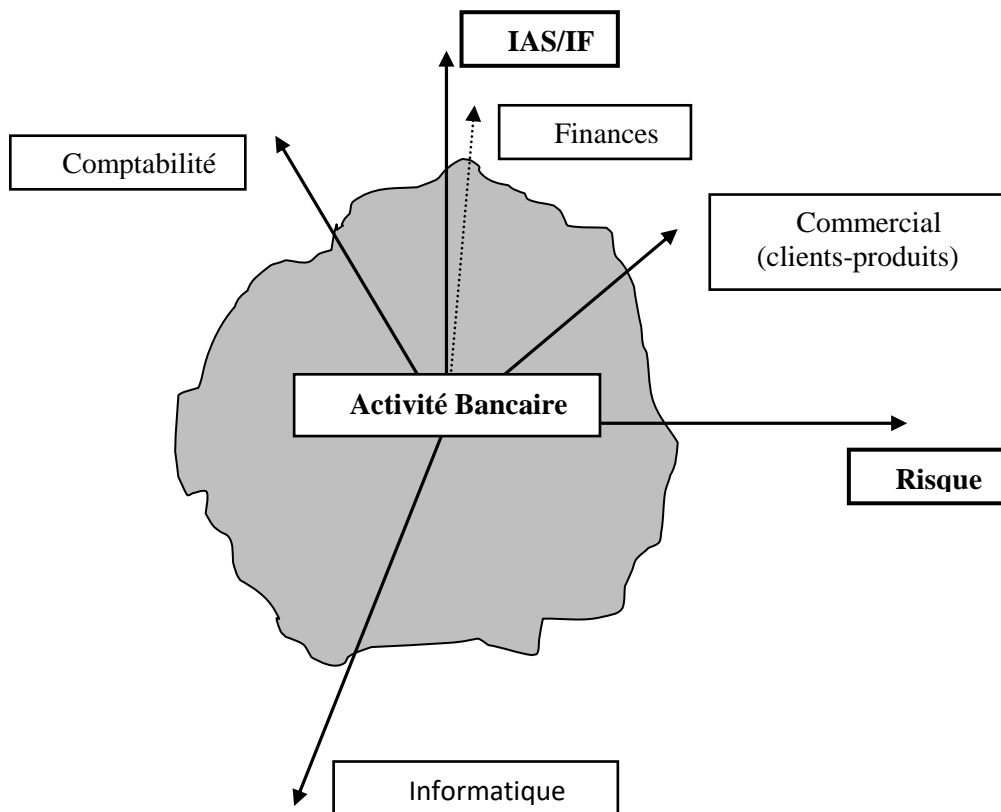 IAS/IF
Finances
Comptabilité
Commercial
(clients-produits)
Activité Bancaire
Risque
Informatique